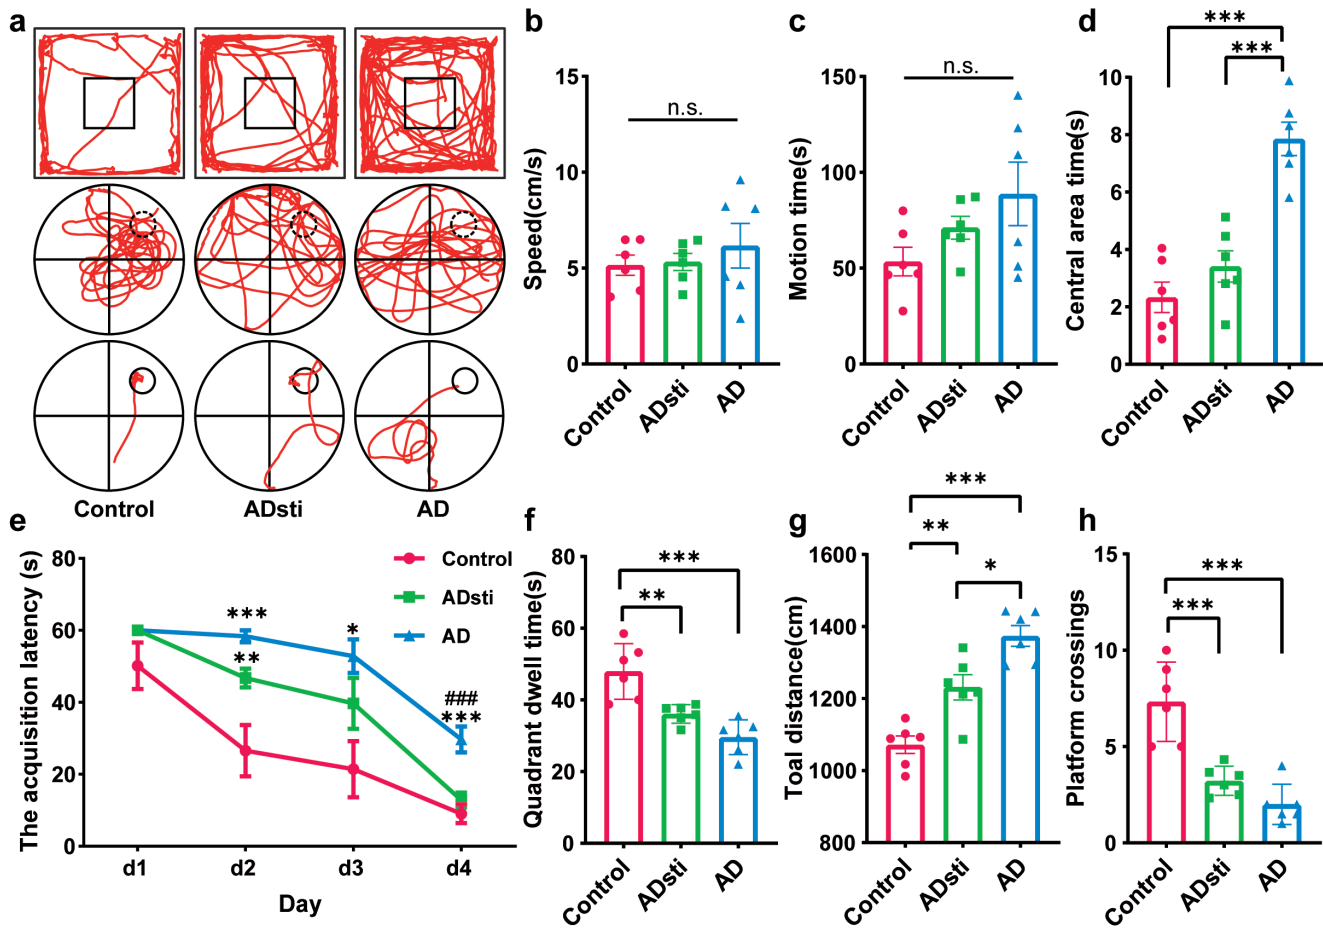 a
Control
ADsti
AD
b
Speed(cm/s)
15
10
5
0
n.s.
Control
ADsti
AD
c
Motion time(s)
150
100
50
0
n.s.
Control
ADsti
AD
d
Central area time(s)
10
8
6
4
2
0
***
***
Control
ADsti
AD
e
The acquisition latency (s)
80
60
40
20
0
***
**
*
###
***
Control
ADsti
AD
d1
d2
d3
d4
Day
f
Quadrant dwell time(s)
80
60
40
20
0
***
**
Control
ADsti
AD
g
Toal distance(cm)
1600
1400
1200
1000
800
***
**
*
Control
ADsti
AD
h
Platform crossings
15
10
5
0
***
***
Control
ADsti
AD